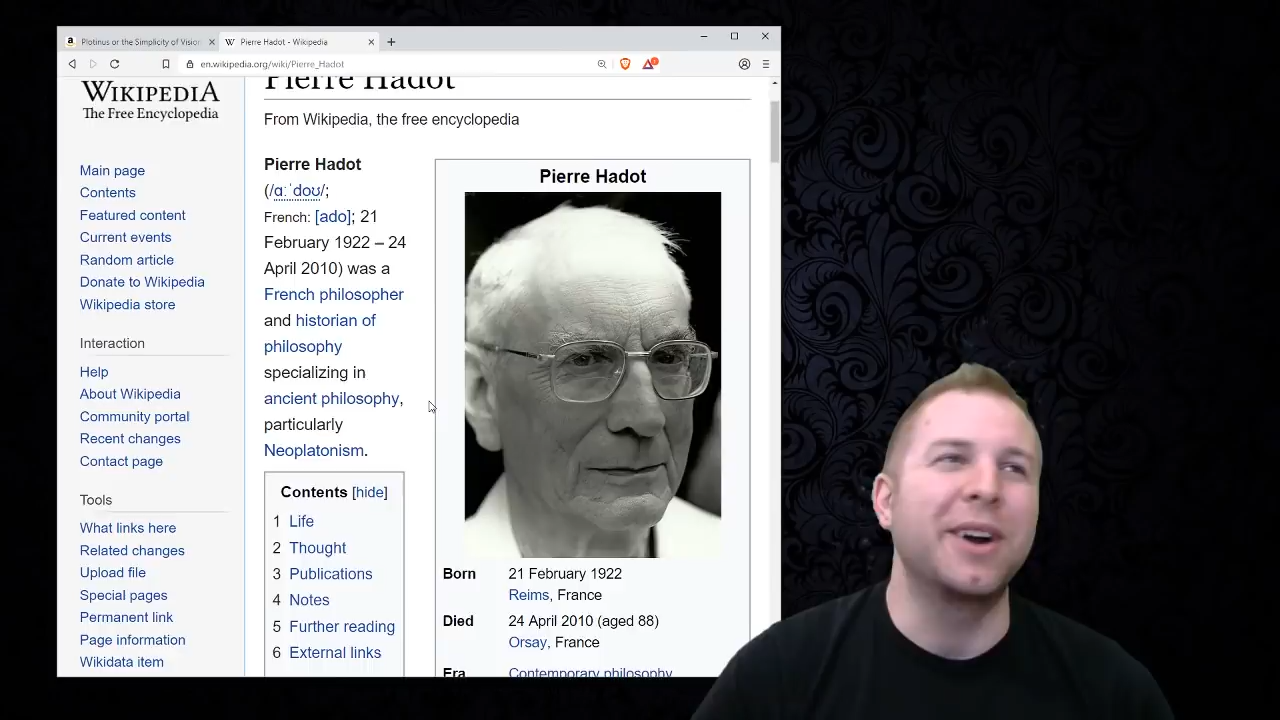 Plotinus or the Simplicity of Vision
Pierre Hadot - Wikipedia
en.wikipedia.org/wiki/Pierre_Hadot
WIKIPEDIA
The Free Encyclopedia
Main page
Contents
Featured content
Current events
Random article
Donate to Wikipedia
Wikipedia store
Interaction
Help
About Wikipedia
Community portal
Recent changes
Contact page
Tools
What links here
Related changes
Upload file
Special pages
Permanent link
Page information
Wikidata item
Pierre Hadot
From Wikipedia, the free encyclopedia
Pierre Hadot
(/ɑːˈdoʊ/;
French: [ado]; 21
February 1922 – 24
April 2010) was a
French philosopher
and historian of
philosophy
specializing in
ancient philosophy,
particularly
Neoplatonism.
Contents [hide]
1 Life
2 Thought
3 Publications
4 Notes
5 Further reading
6 External links
Pierre Hadot
Born 21 February 1922
Reims, France
Died 24 April 2010 (aged 88)
Orsay, France
Era Contemporary philosophy